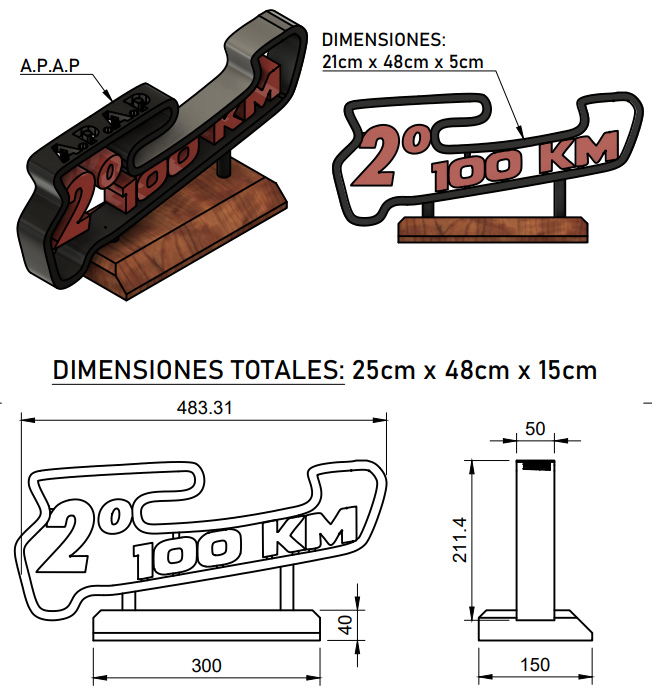 A.P.A.P
DIMENSIONES:
21cm x 48cm x 5cm
A.P.A.P
2º
100 KM
2º
100 KM
DIMENSIONES TOTALES: 25cm x 48cm x 15cm
483.31
50
2º
100 KM
211.4
40
300
150